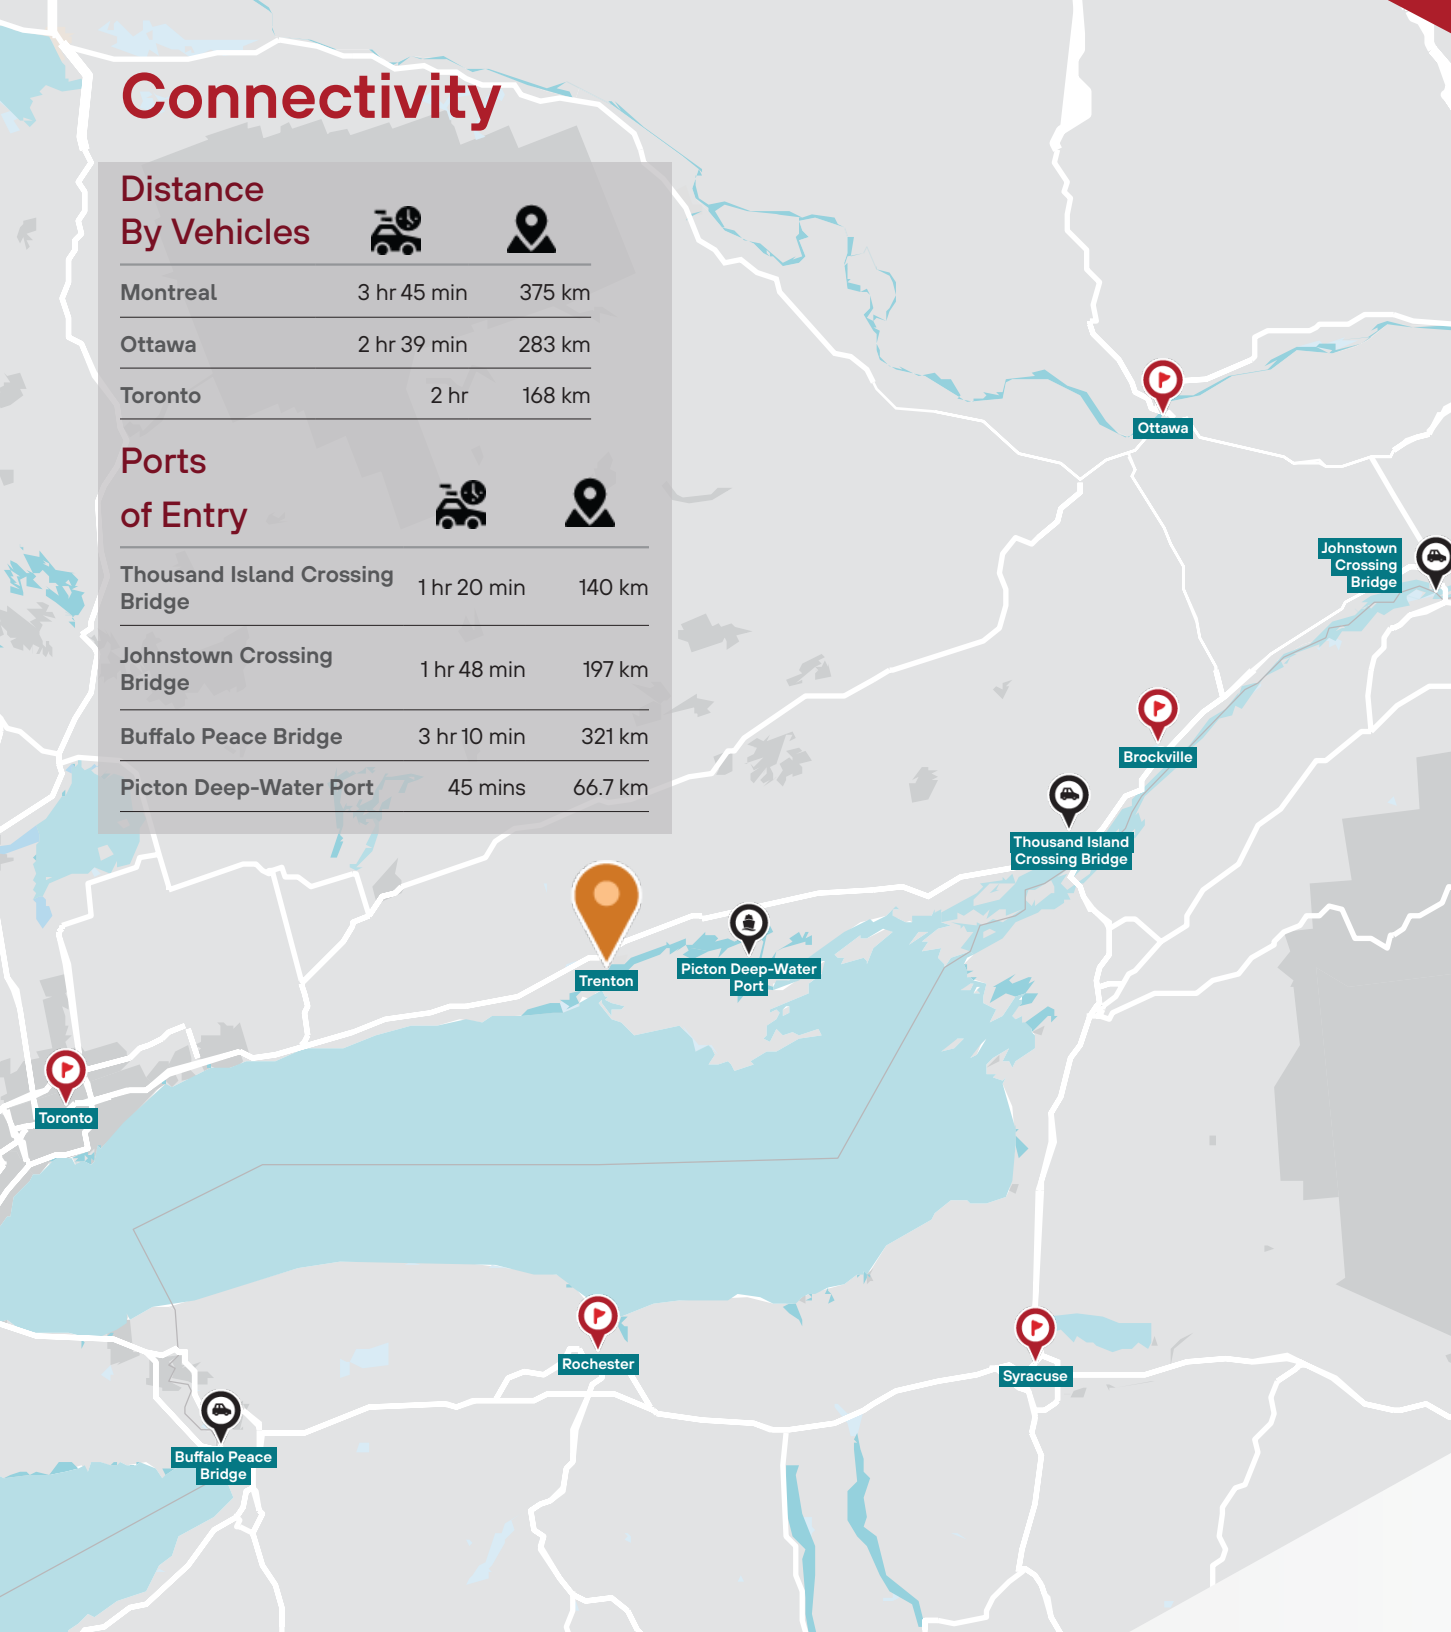 Connectivity
Distance
By Vehicles
Montreal 3 hr 45 min 375 km
Ottawa 2 hr 39 min 283 km
Toronto 2 hr 168 km
Ports
of Entry
Thousand Island Crossing
Bridge 1 hr 20 min 140 km
Johnstown Crossing
Bridge 1 hr 48 min 197 km
Buffalo Peace Bridge 3 hr 10 min 321 km
Picton Deep-Water Port 45 mins 66.7 km
Ottawa
Johnstown
Crossing
Bridge
Brockville
Thousand Island
Crossing Bridge
Trenton
Picton Deep-Water
Port
Toronto
Rochester
Syracuse
Buffalo Peace
Bridge